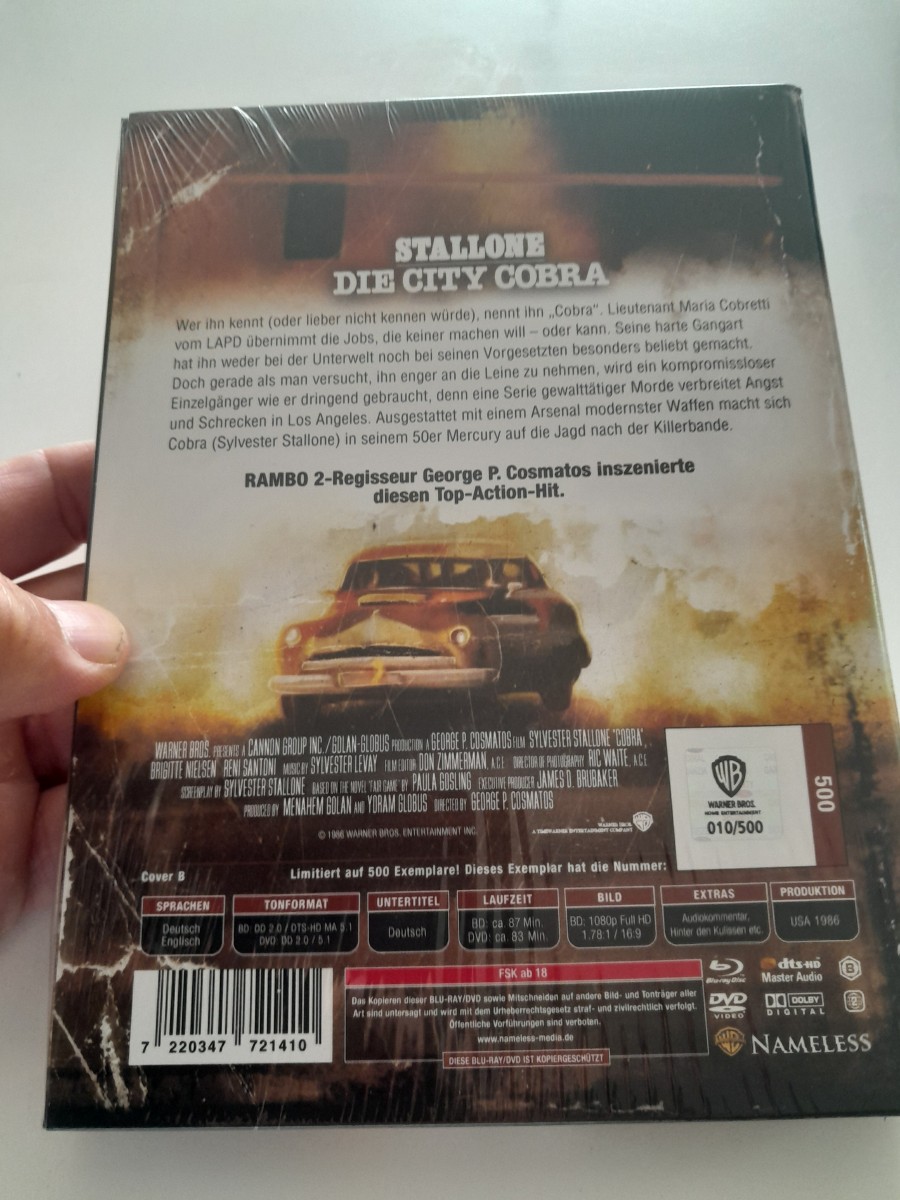 STALLONE
DIE CITY COBRA
Wer ihn kennt (oder lieber nicht kennen würde), nennt ihn „Cobra“. Lieutenant Maria Cobretti
vom LAPD übernimmt die Jobs, die keiner machen will – oder kann. Seine harte Gangart
hat ihn weder bei der Unterwelt noch bei seinen Vorgesetzten besonders beliebt gemacht.
Doch gerade als man versucht, ihn enger an die Leine zu nehmen, wird ein kompromissloser
Einzelgänger wie er dringend gebraucht, denn eine Serie gewalttätiger Morde verbreitet Angst
und Schrecken in Los Angeles. Ausgestattet mit einem Arsenal modernster Waffen macht sich
Cobra (Sylvester Stallone) in seinem 50er Mercury auf die Jagd nach der Killerbande.
RAMBO 2-Regisseur George P. Cosmatos inszenierte
diesen Top-Action-Hit.
WARNER BROS. PRESENTS A CANNON GROUP INC./GOLAN-GLOBUS PRODUCTION A GEORGE P. COSMATOS FILM SYLVESTER STALLONE "COBRA",
BRIGITTE NIELSEN RENI SANTONI MUSIC BY SYLVESTER LEVAY FILM EDITOR DON ZIMMERMAN, A.C.E. DIRECTOR OF PHOTOGRAPHY RIC WAITE, A.C.E
SCREENPLAY BY SYLVESTER STALLONE BASED ON THE NOVEL "FAIR GAME" BY PAULA GOSLING EXECUTIVE PRODUCER JAMES D. BRUBAKER
PRODUCED BY MENAHEM GOLAN AND YORAM GLOBUS DIRECTED BY GEORGE P. COSMATOS
© 1986 WARNER BROS. ENTERTAINMENT INC.
WARNER BROS.
A TIMEWARNER ENTERTAINMENT COMPANY
WB
WARNER BROS.
HOME ENTERTAINMENT
010/500
500
Cover B
Limitiert auf 500 Exemplare! Dieses Exemplar hat die Nummer:
SPRACHEN
Deutsch
Englisch
TONFORMAT
BD: DD 2.0 / DTS-HD MA 5.1
DVD: DD 2.0 / 5.1
UNTERTITEL
Deutsch
LAUFZEIT
BD: ca. 87 Min.
DVD: ca. 83 Min.
BILD
BD: 1080p Full HD
1.78:1 / 16:9
EXTRAS
Audiokommentar,
Hinter den Kulissen etc.
PRODUKTION
USA 1986
7 220347 721410
FSK ab 18
Das Kopieren dieser BLU-RAY/DVD sowie Mitschneiden auf andere Bild- und Tonträger aller
Art sind untersagt und wird mit dem Urheberrechtsgesetz straf- und zivilrechtlich verfolgt.
Öffentliche Vorführungen sind verboten.
www.nameless-media.de
DIESE BLU-RAY/DVD IST KOPIERGESCHÜTZT
Blu-ray Disc
dts-HD
Master Audio
B
DVD
VIDEO
DOLBY
DIGITAL
2
WB
NAMELESS